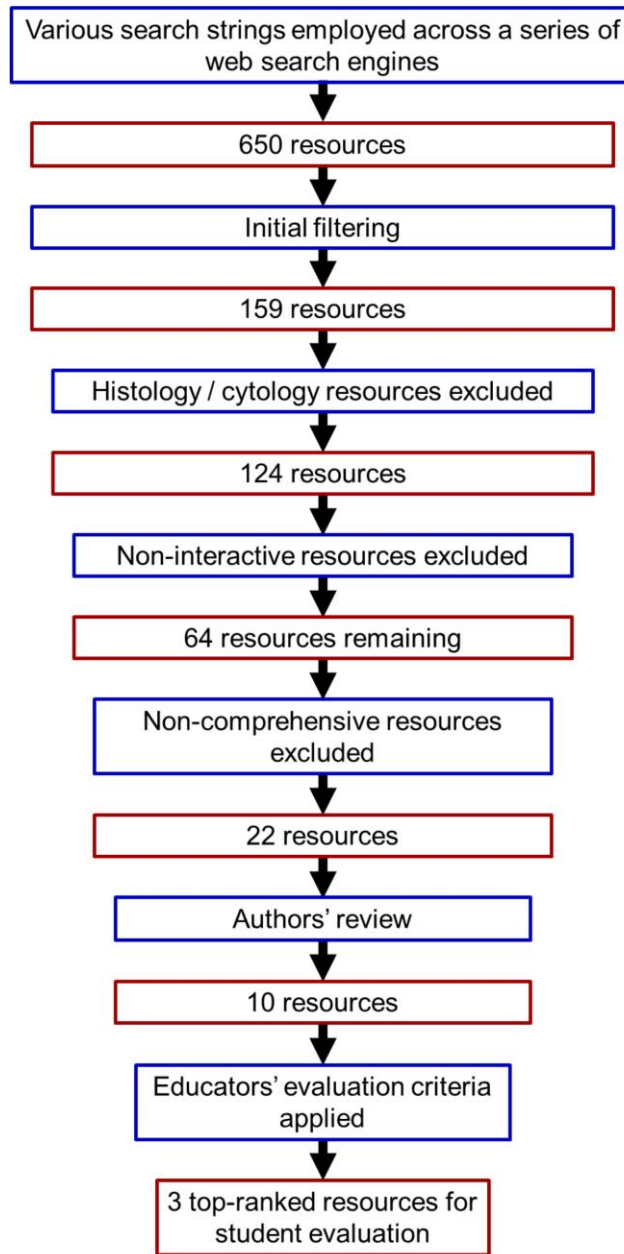 Various search strings employed across a series of
web search engines
650 resources
Initial filtering
159 resources
Histology / cytology resources excluded
124 resources
Non-interactive resources excluded
64 resources remaining
Non-comprehensive resources
excluded
22 resources
Authors’ review
10 resources
Educators’ evaluation criteria
applied
3 top-ranked resources for
student evaluation